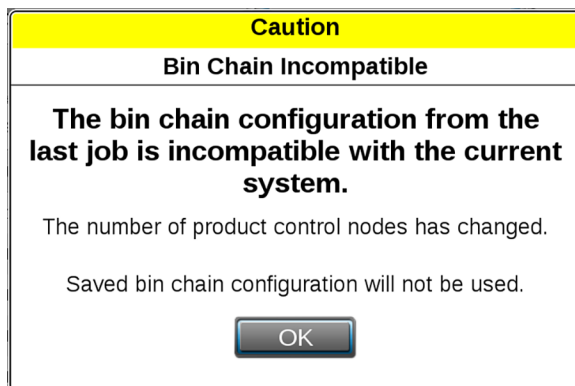 Caution
Bin Chain Incompatible
The bin chain configuration from the
last job is incompatible with the current
system.
The number of product control nodes has changed.
Saved bin chain configuration will not be used.
OK